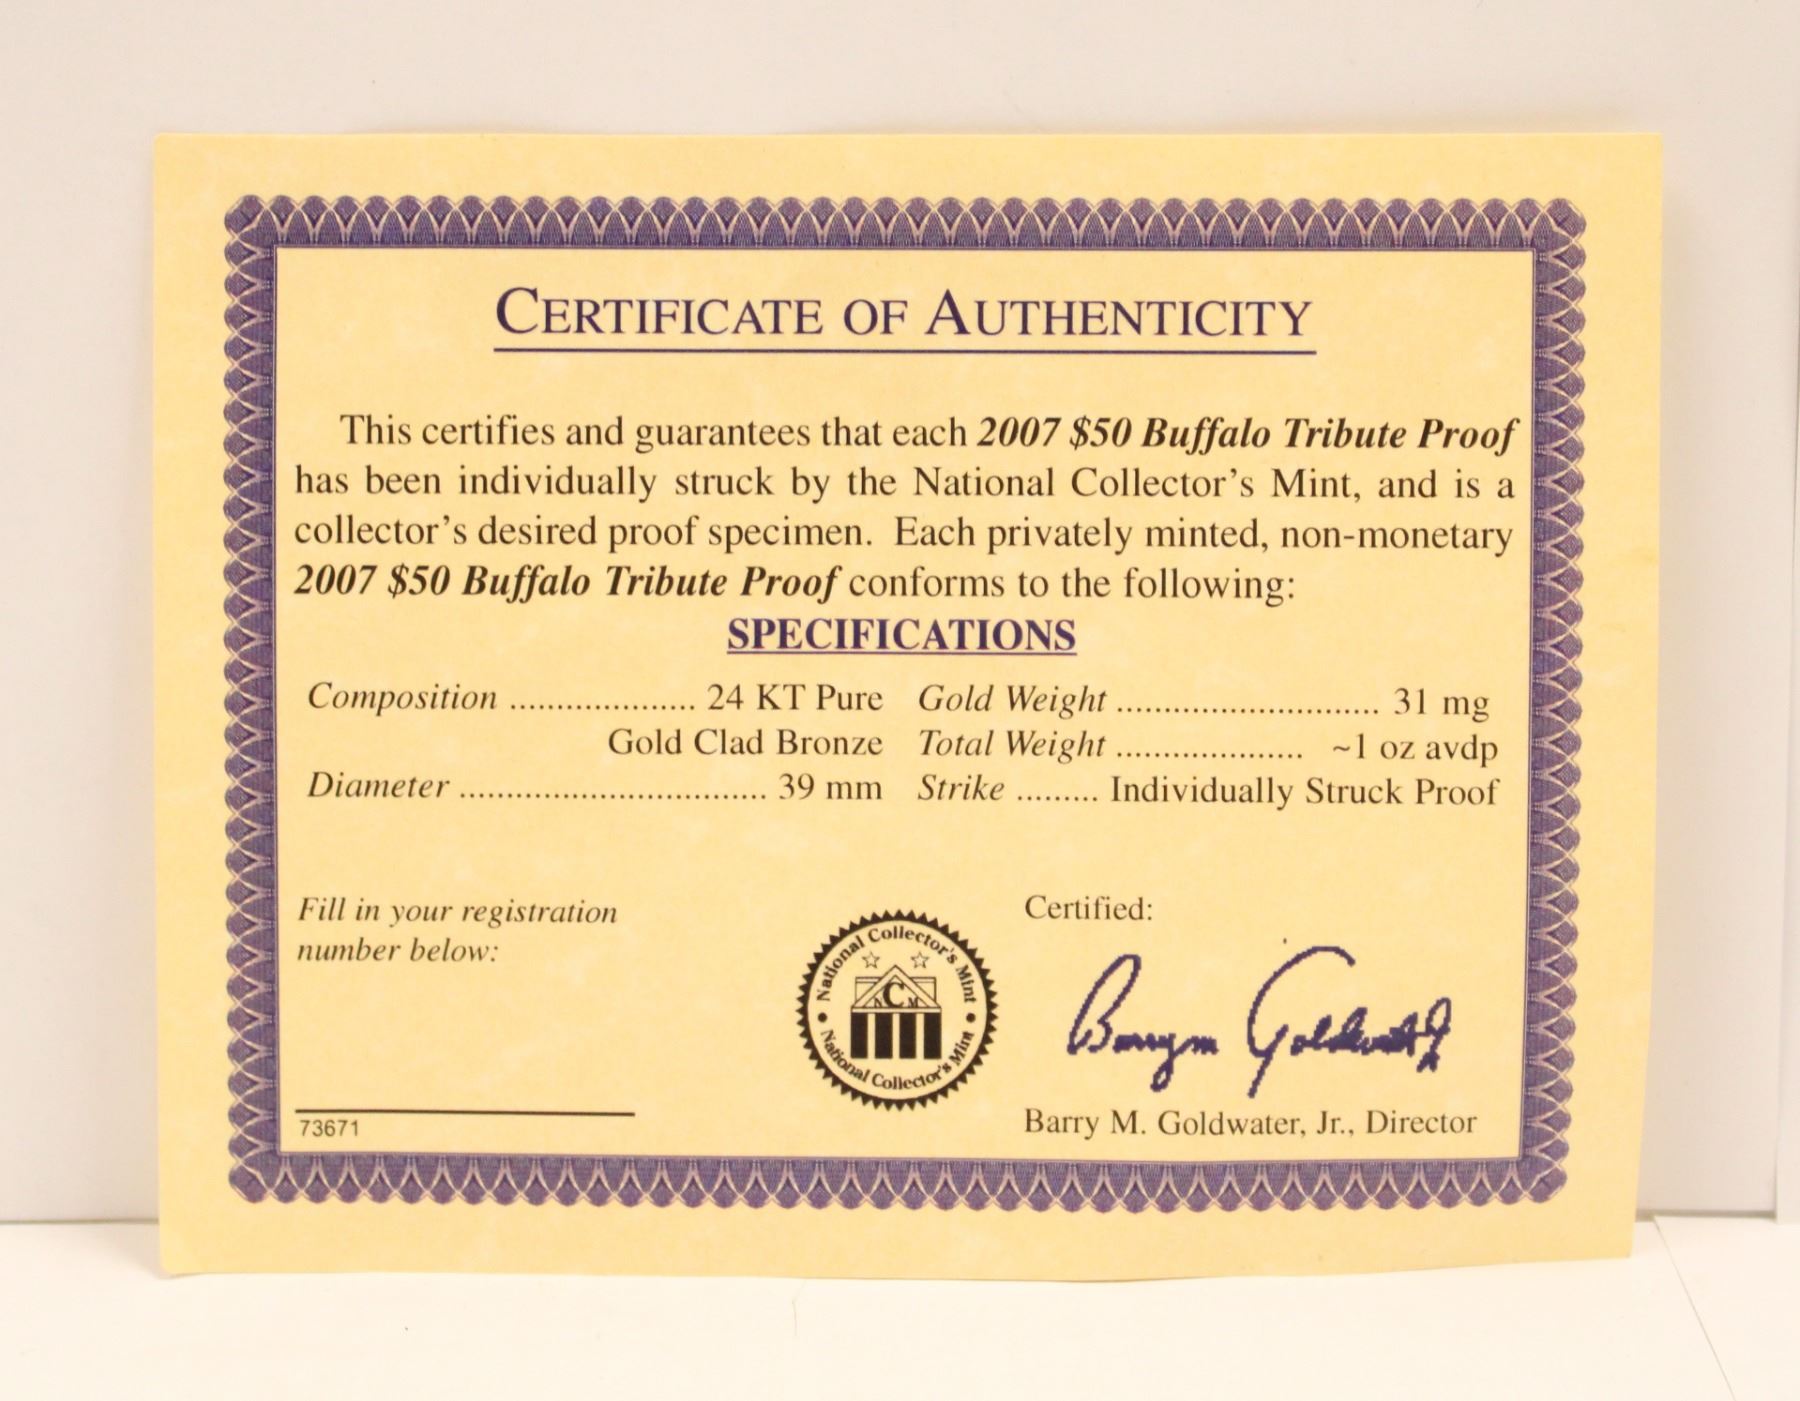 CERTIFICATE OF AUTHENTICITY
This certifies and guarantees that each 2007 $50 Buffalo Tribute Proof
has been individually struck by the National Collector's Mint, and is a
collector's desired proof specimen. Each privately minted, non-monetary
2007 $50 Buffalo Tribute Proof conforms to the following:
SPECIFICATIONS
Composition .................... 24 KT Pure
Gold Clad Bronze
Diameter ................................. 39 mm
Gold Weight ............................ 31 mg
Total Weight .................... ~1 oz avdp
Strike ......... Individually Struck Proof
Fill in your registration
number below:
73671
National Collector's Mint
NCM
National Collector's Mint
Certified:
Barry M Goldwater Jr
Barry M. Goldwater, Jr., Director